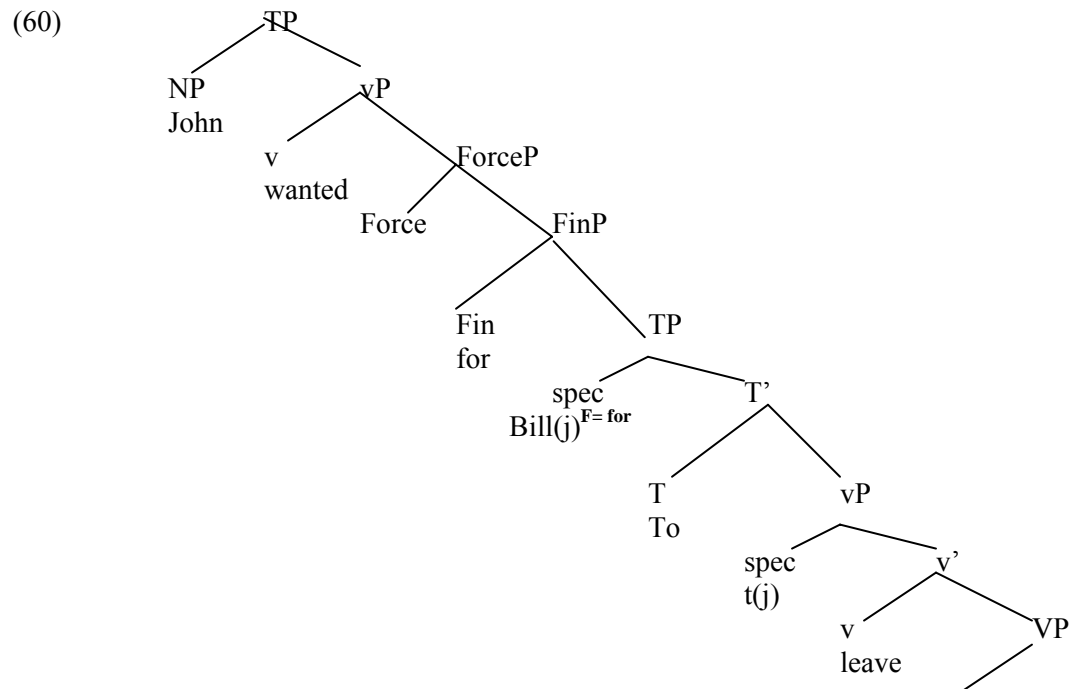 (60)
TP
NP
vP
John
v
ForceP
wanted
Force
FinP
Fin
TP
for
spec
T’
Bill(j)F= for
T
vP
To
spec
v’
t(j)
v
VP
leave